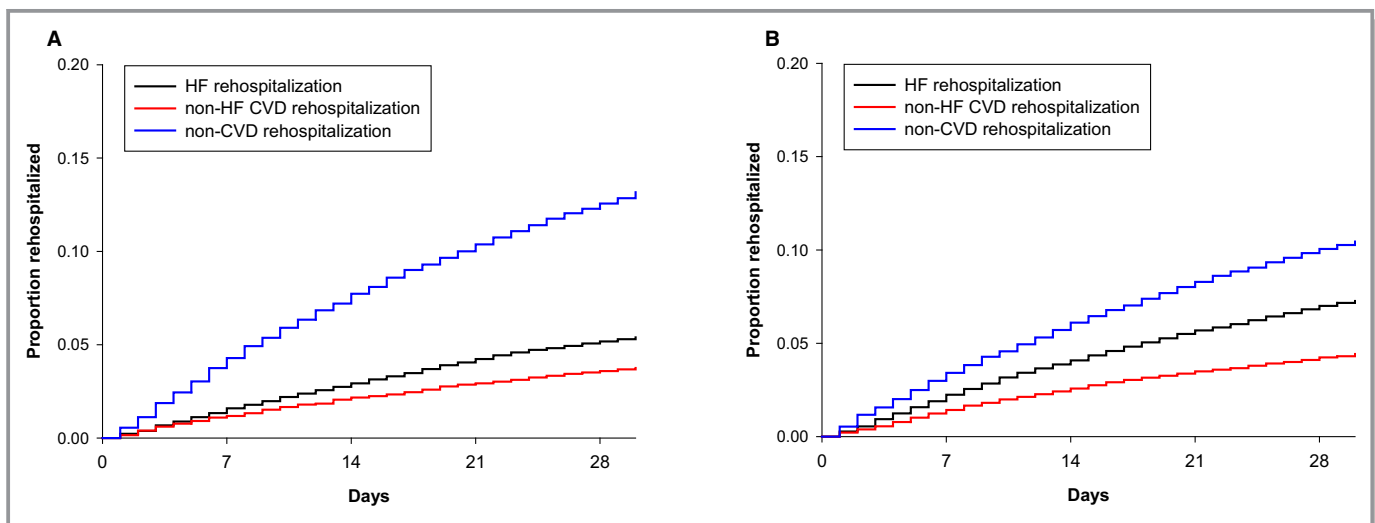 A
0.20
HF rehospitalization
non-HF CVD rehospitalization
non-CVD rehospitalization
0.15
0.10
0.05
0.00
Proportion rehospitalized
0 7 14 21 28
Days
B
0.20
HF rehospitalization
non-HF CVD rehospitalization
non-CVD rehospitalization
0.15
0.10
0.05
0.00
Proportion rehospitalized
0 7 14 21 28
Days